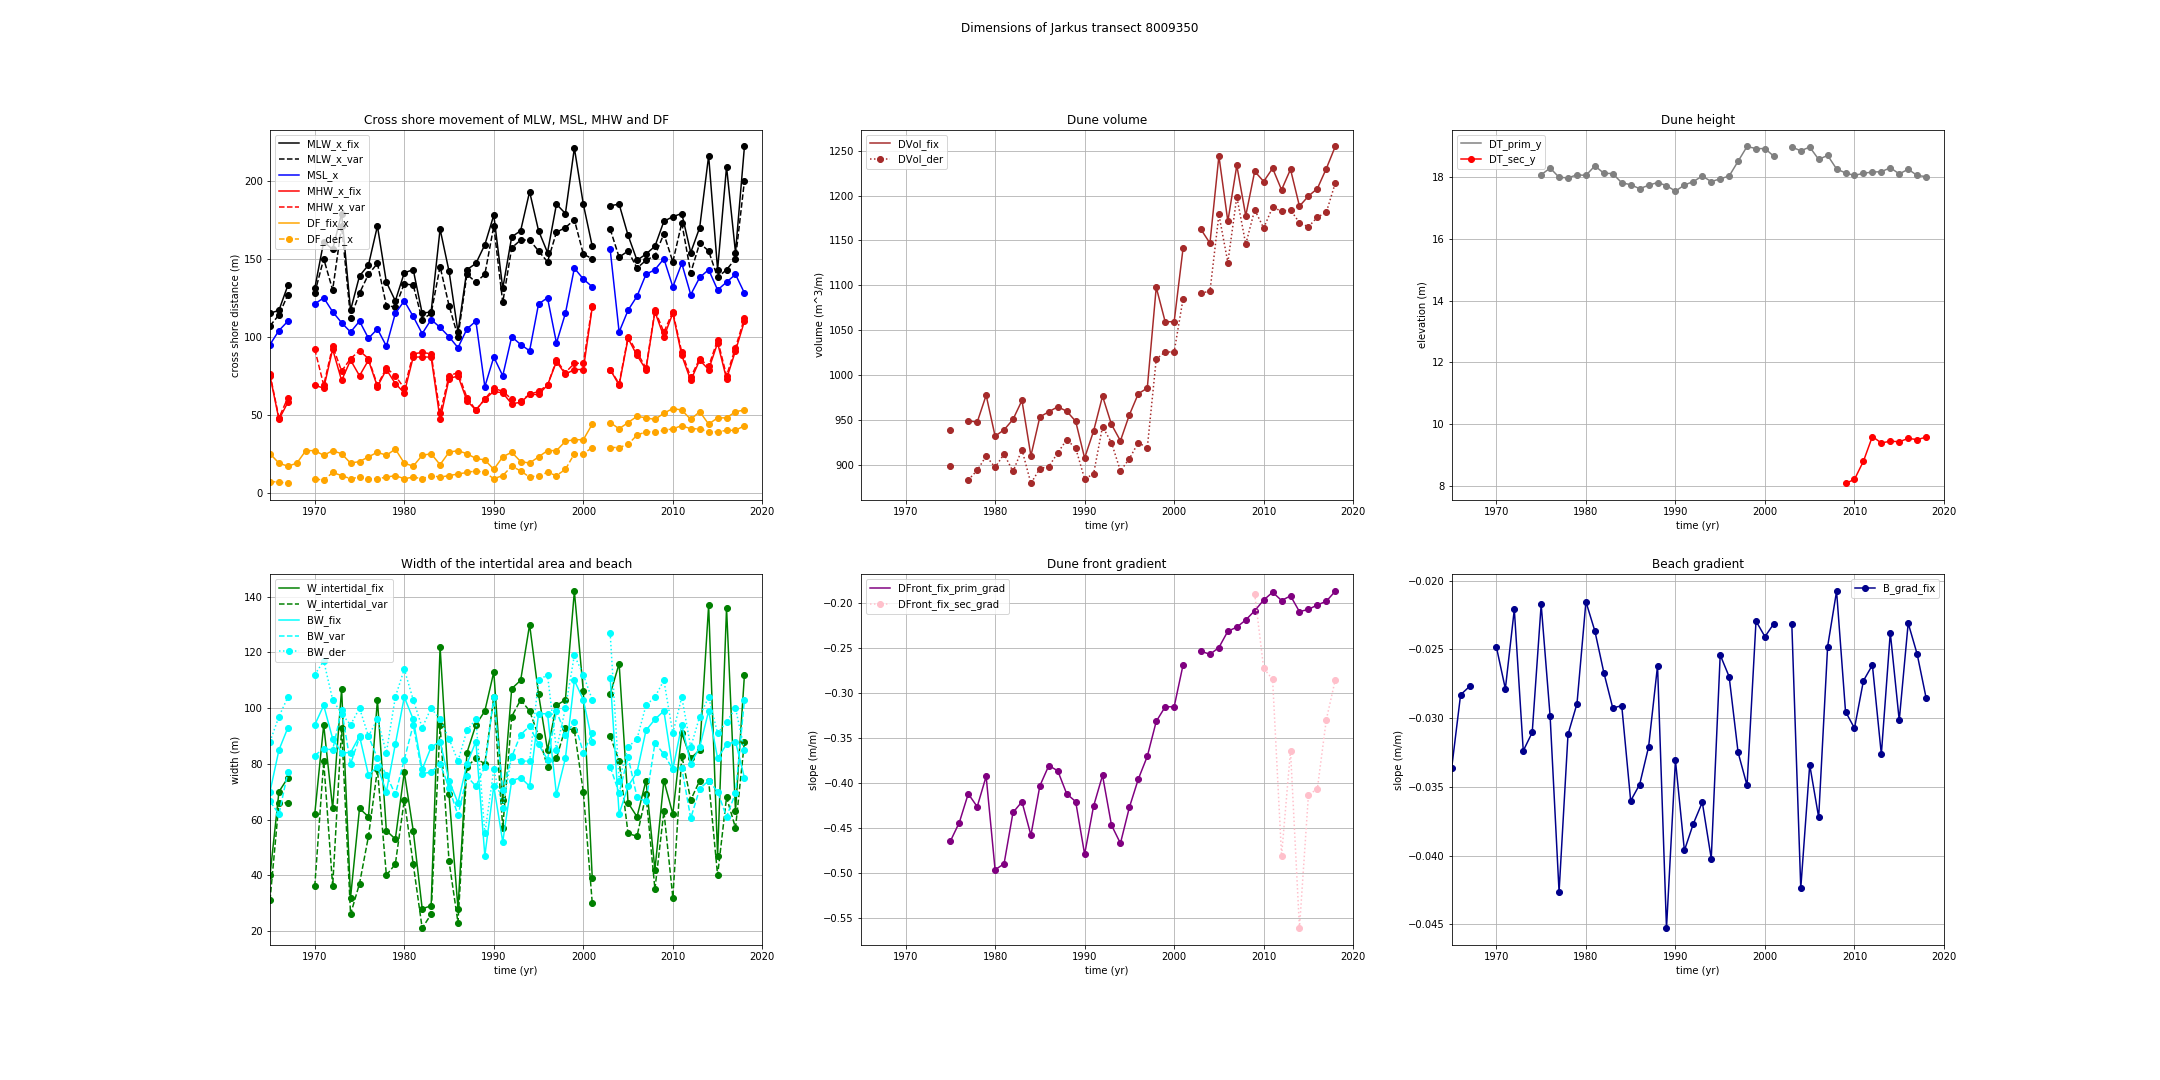 Dimensions of Jarkus transect 8009350
Cross shore movement of MLW, MSL, MHW and DF
cross shore distance (m)
200
150
100
50
0
MLW_x_fix
MLW_x_var
MSL_x
MHW_x_fix
MHW_x_var
DF_fix_x
DF_der_x
1970 1980 1990 2000 2010 2020
time (yr)
Dune volume
volume (m^3/m)
1250
1200
1150
1100
1050
1000
950
900
DVol_fix
DVol_der
1970 1980 1990 2000 2010 2020
time (yr)
Dune height
elevation (m)
18
16
14
12
10
8
DT_prim_y
DT_sec_y
1970 1980 1990 2000 2010 2020
time (yr)
Width of the intertidal area and beach
width (m)
140
120
100
80
60
40
20
W_intertidal_fix
W_intertidal_var
BW_fix
BW_var
BW_der
1970 1980 1990 2000 2010 2020
time (yr)
Dune front gradient
slope (m/m)
−0.20
−0.25
−0.30
−0.35
−0.40
−0.45
−0.50
−0.55
DFront_fix_prim_grad
DFront_fix_sec_grad
1970 1980 1990 2000 2010 2020
time (yr)
Beach gradient
slope (m/m)
−0.020
−0.025
−0.030
−0.035
−0.040
−0.045
B_grad_fix
1970 1980 1990 2000 2010 2020
time (yr)